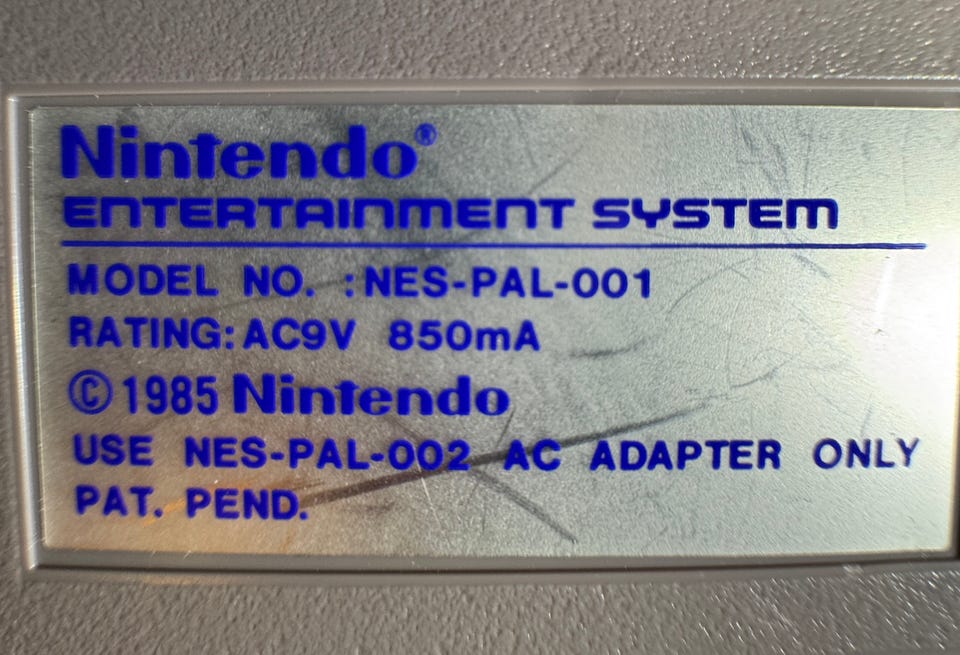 Nintendo®
ENTERTAINMENT SYSTEM
MODEL NO. :NES-PAL-001
RATING:AC9V 850mA
©1985 Nintendo
USE NES-PAL-002 AC ADAPTER ONLY
PAT. PEND.